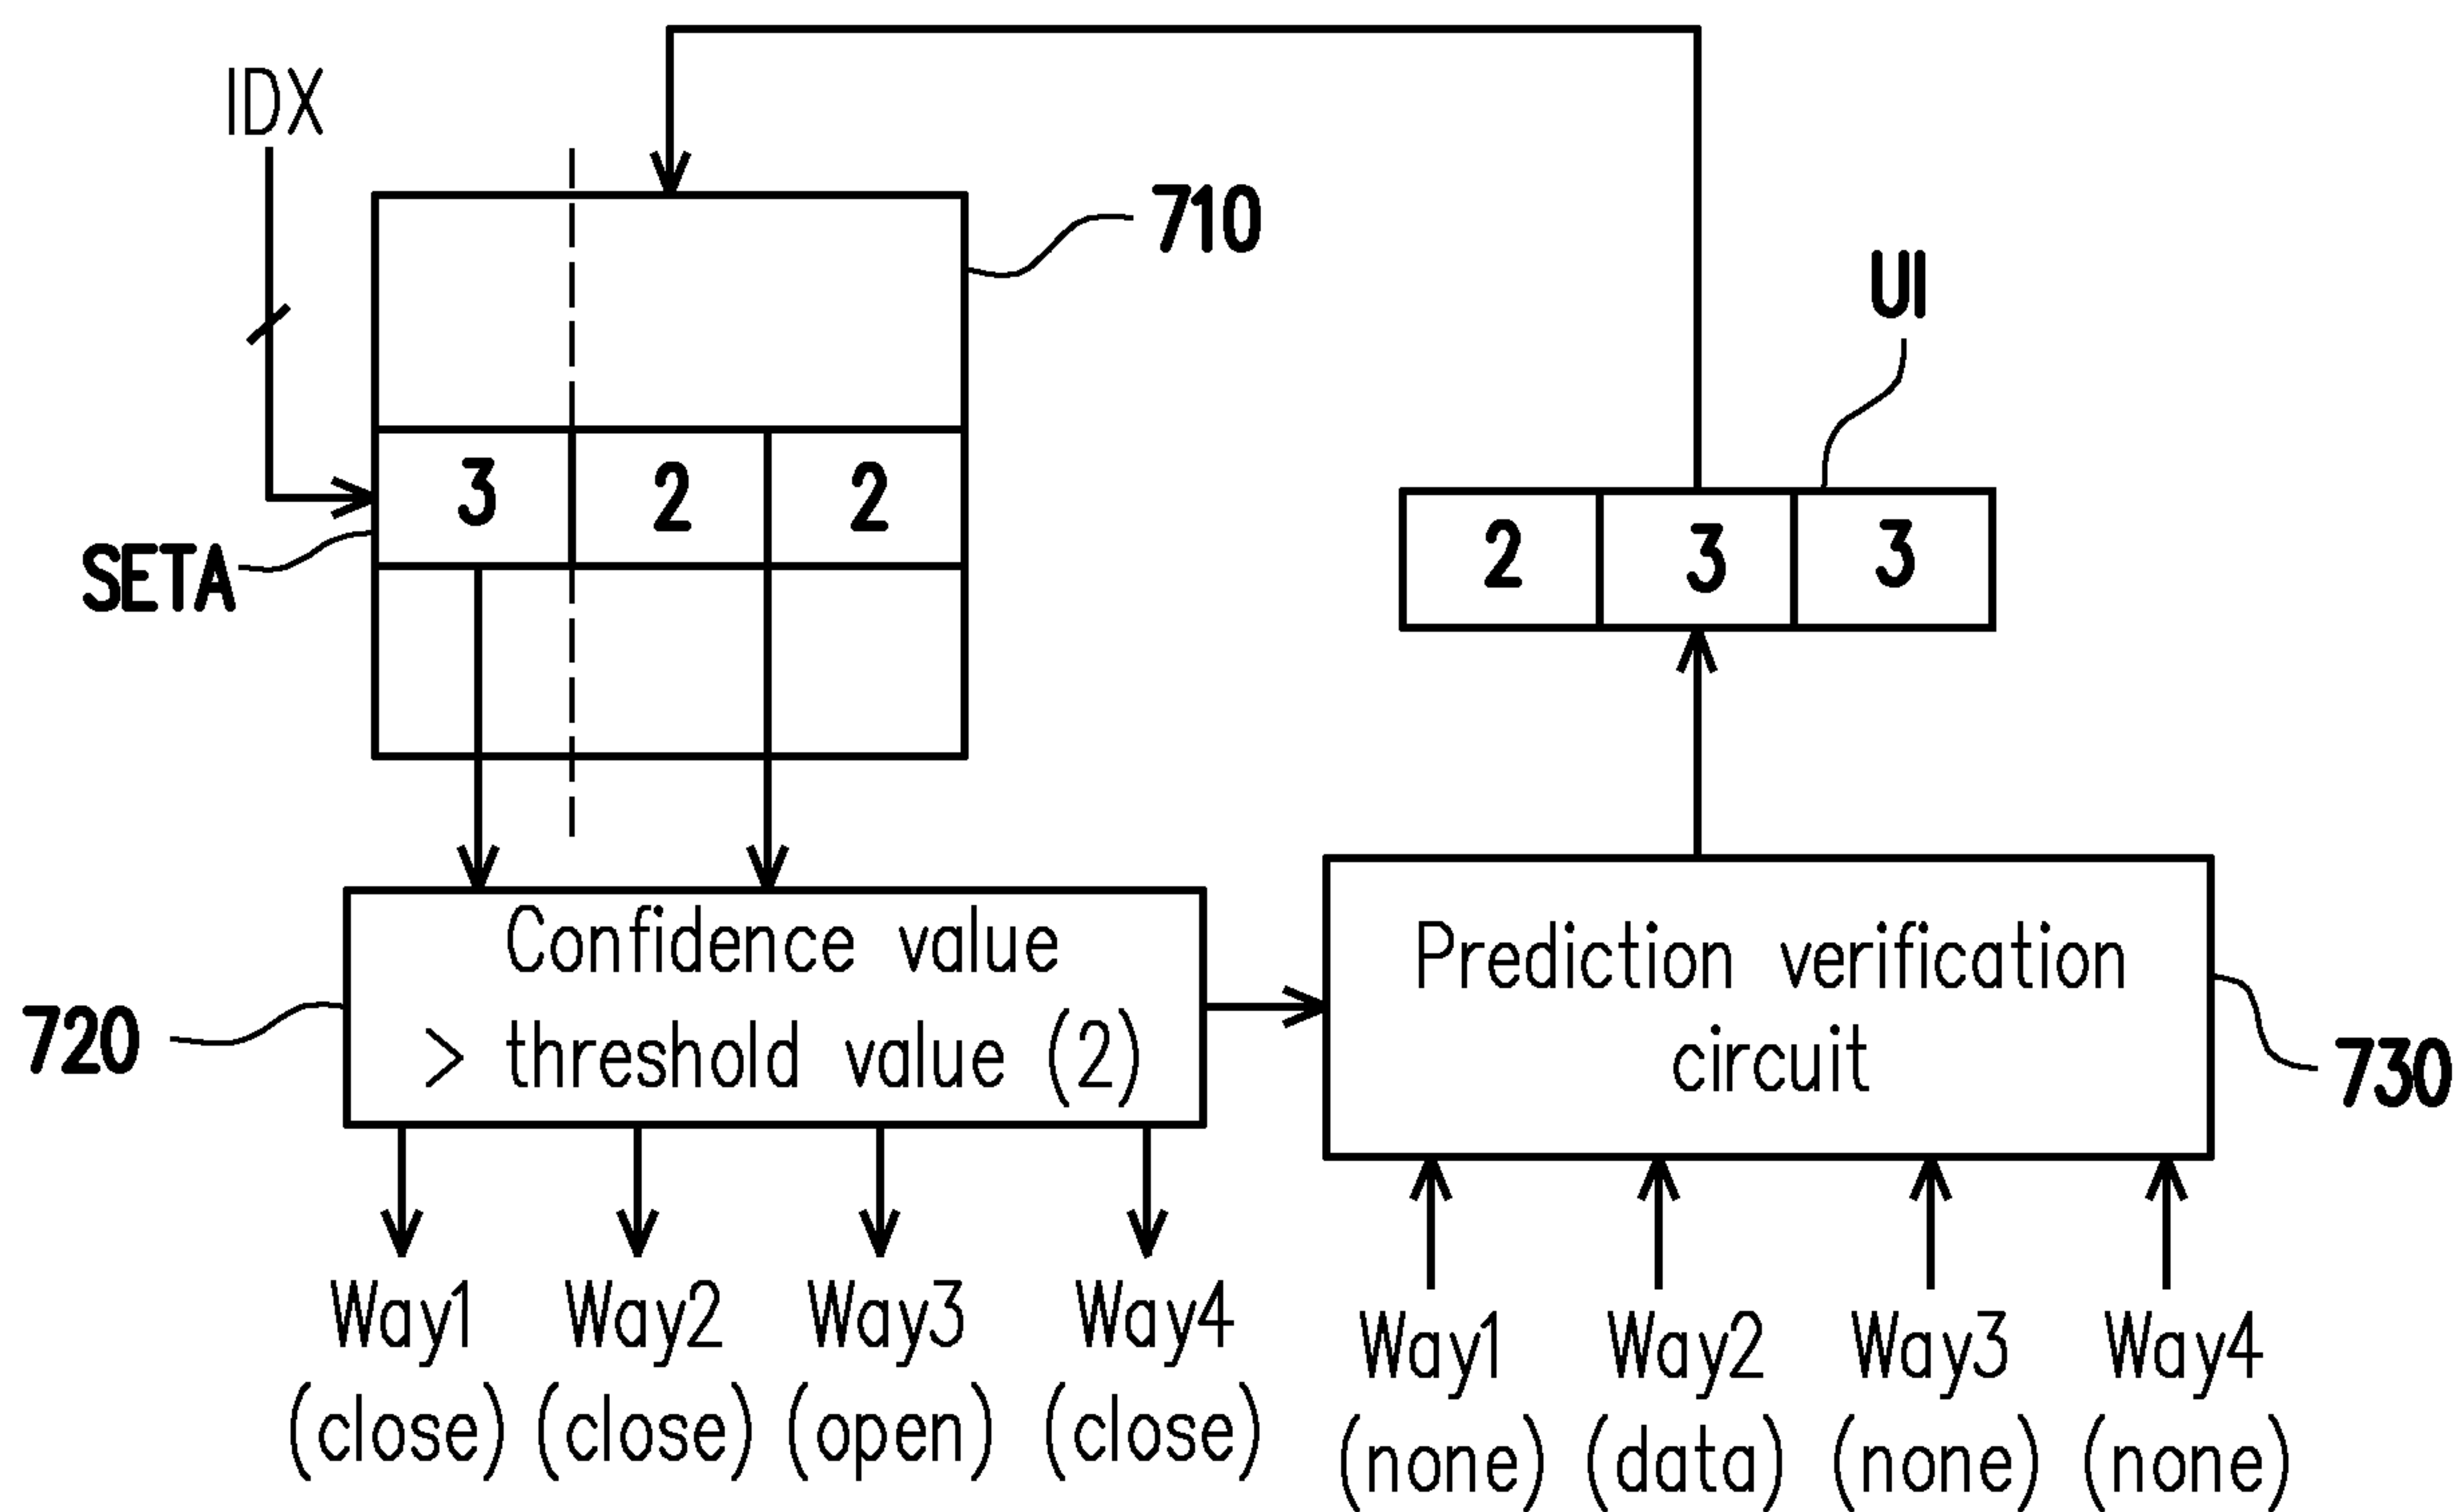 IDX
710
UI
3 2 2
SETA
2 3 3
Confidence value
> threshold value (2)
720
Prediction verification
circuit
730
Way1 Way2 Way3 Way4
(close) (close) (open) (close)
Way1 Way2 Way3 Way4
(none) (data) (none) (none)